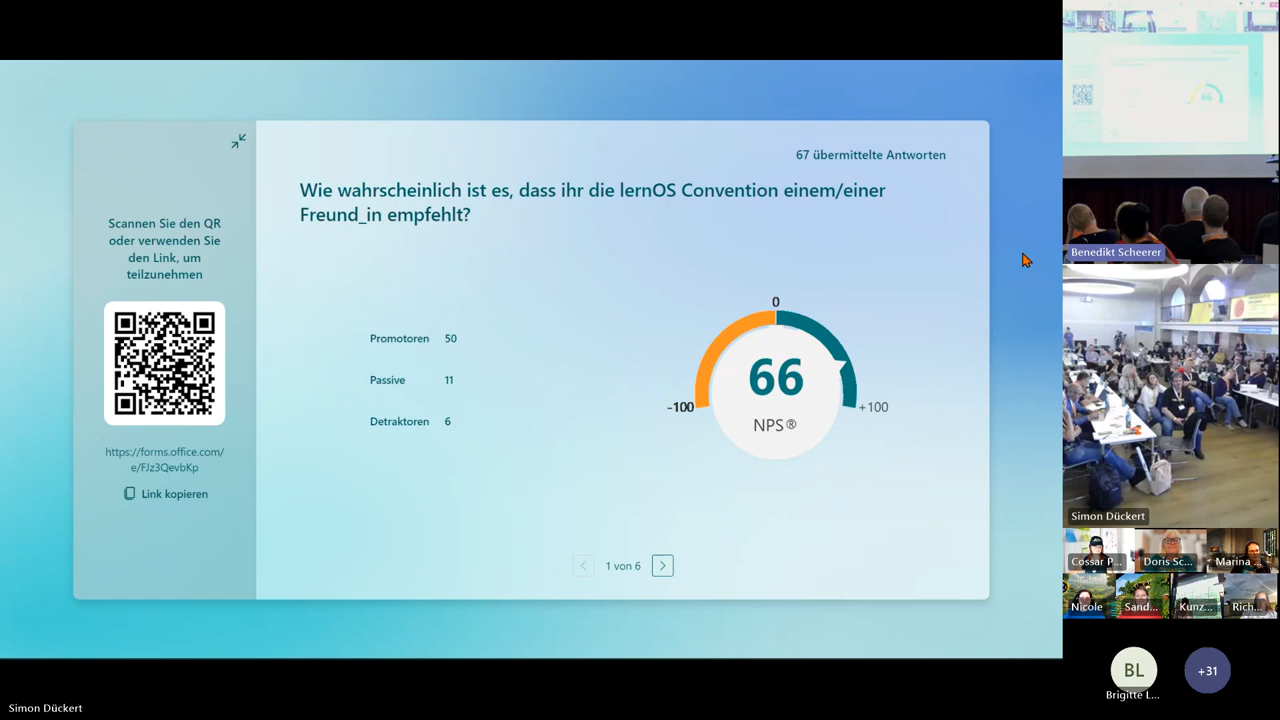 67 übermittelte Antworten
Wie wahrscheinlich ist es, dass ihr die lernOS Convention einem/einer
Freund_in empfehlt?
Scannen Sie den QR
oder verwenden Sie
den Link, um
teilzunehmen
https://forms.office.com/
e/FJz3QevbKp
Link kopieren
Promotoren 50
Passive 11
Detraktoren 6
0
-100
+100
66
NPS®
1 von 6
66
Benedikt Scheerer
Simon Dückert
Cossar P...
Doris Sc...
Marina ...
Nicole
Sand...
Kunz...
Rich...
BL
Brigitte L...
+31
Simon Dückert